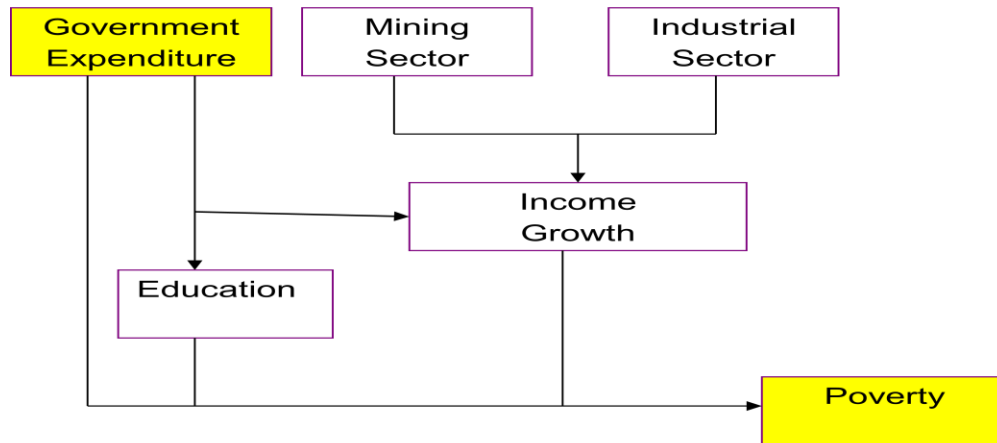 Government
Expenditure
Mining
Sector
Industrial
Sector
Income
Growth
Education
Poverty